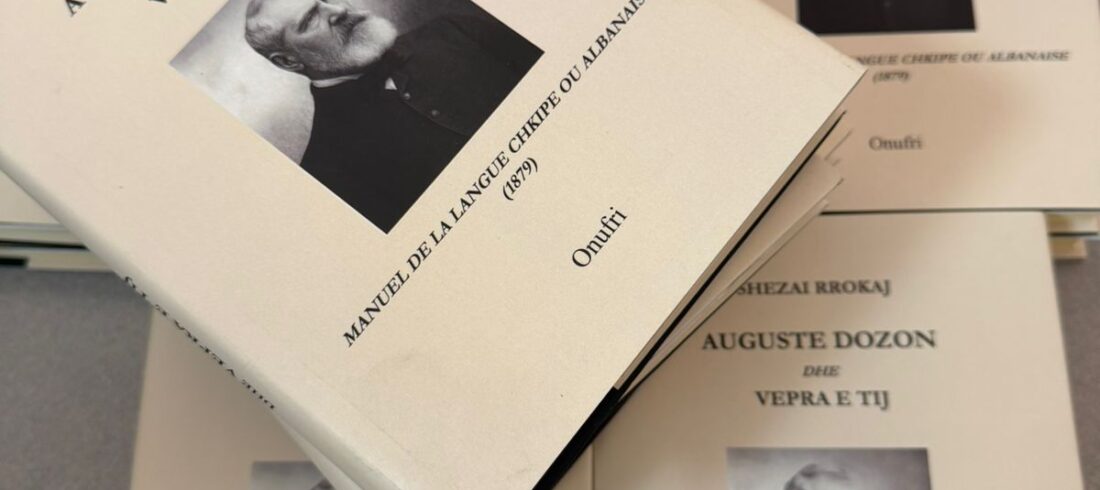 MANUEL DE LA LANGUE CHKIPE OU ALBANAISE
(1879)
Onufri
LANGUE CHKIPE OU ALBANAISE
(1879)
Onufri
SHEZAI RROKAJ
AUGUSTE DOZON
DHE
VEPRA E TIJ